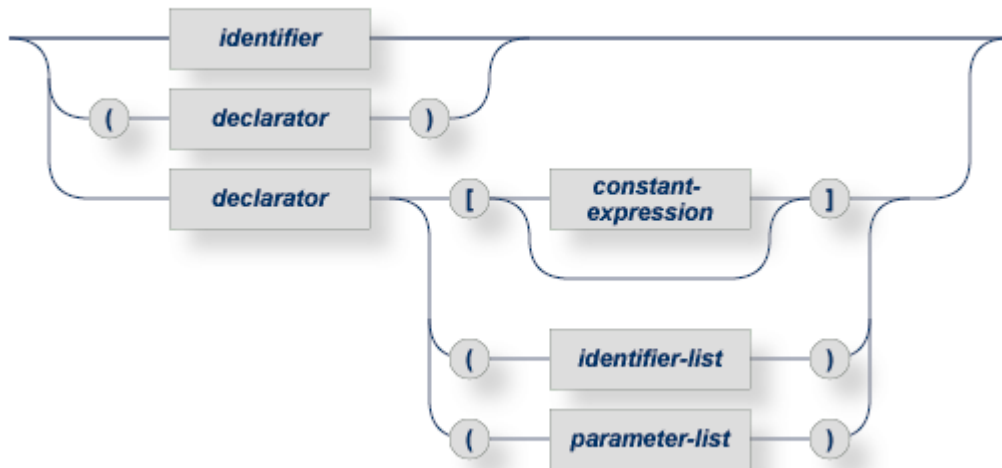 identifier
( declarator )
declarator [ constant-
expression ]
( identifier-list )
( parameter-list )